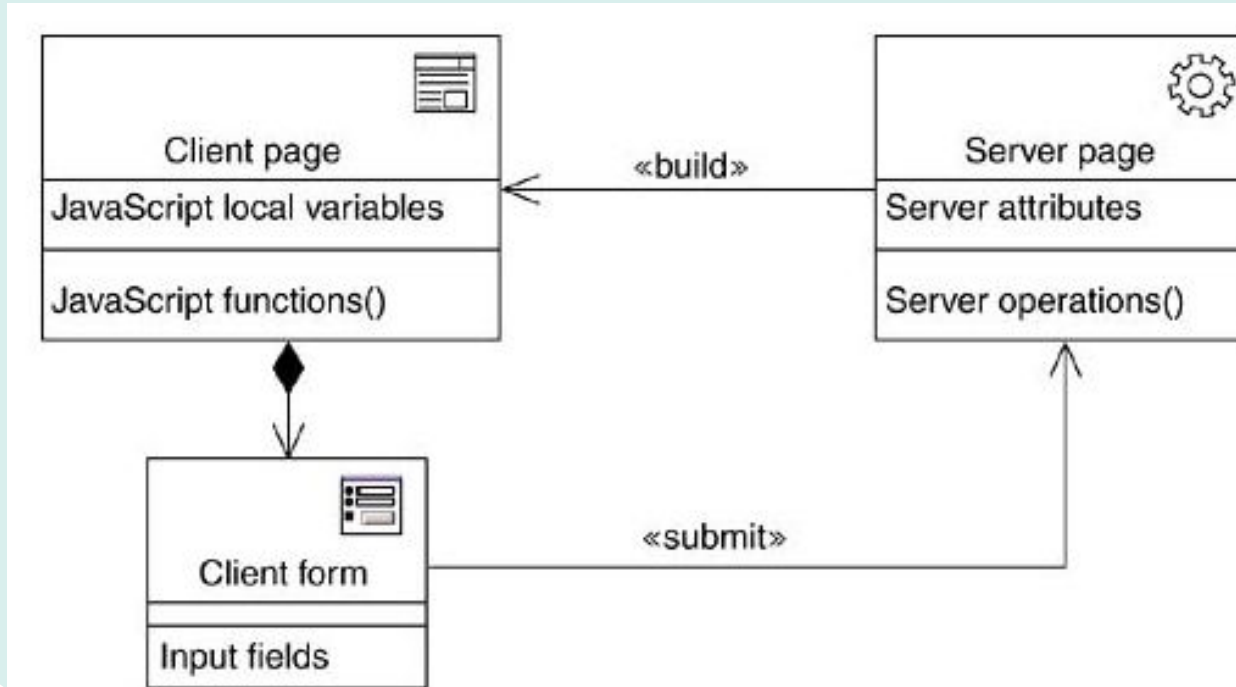 Client page
JavaScript local variables
JavaScript functions()
«build»
Server page
Server attributes
Server operations()
Client form
Input fields
«submit»